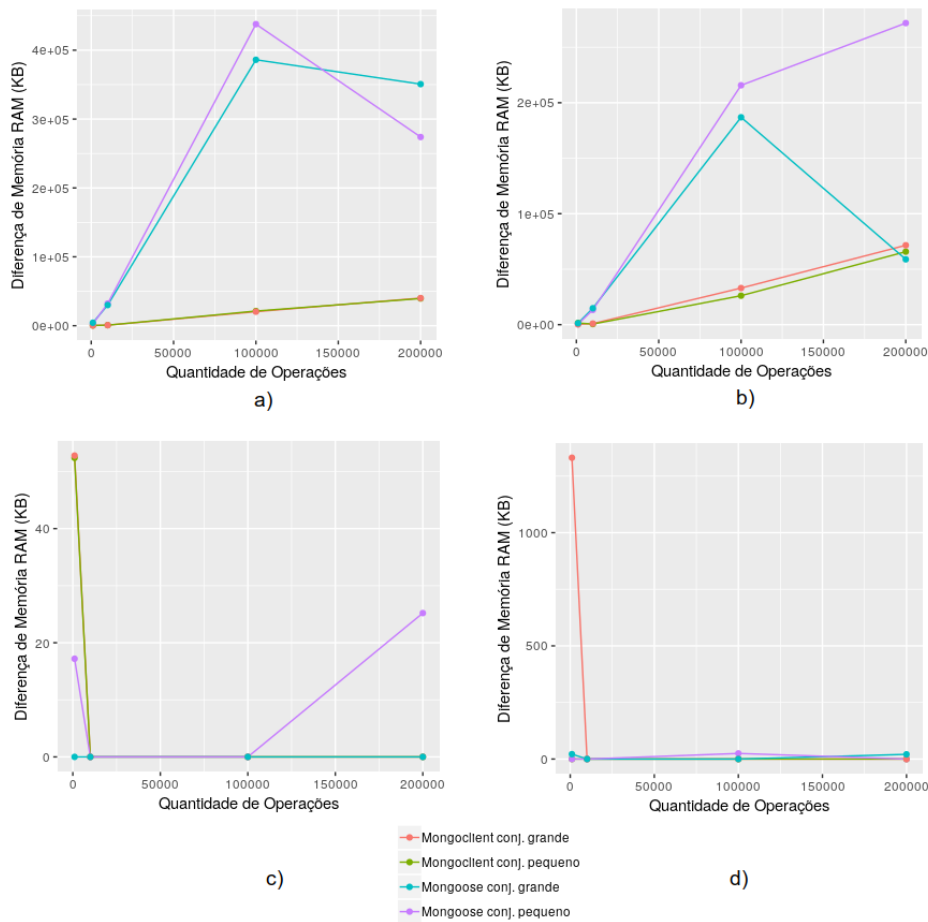 Diferença de Memória RAM (KB)
4e+05
3e+05
2e+05
1e+05
0e+00
0 50000 100000 150000 200000
Quantidade de Operações
a)
Diferença de Memória RAM (KB)
2e+05
1e+05
0e+00
0 50000 100000 150000 200000
Quantidade de Operações
b)
Diferença de Memória RAM (KB)
40
20
0
0 50000 100000 150000 200000
Quantidade de Operações
c)
Diferença de Memória RAM (KB)
1000
500
0
0 50000 100000 150000 200000
Quantidade de Operações
d)
Mongoclient conj. grande
Mongoclient conj. pequeno
Mongoose conj. grande
Mongoose conj. pequeno